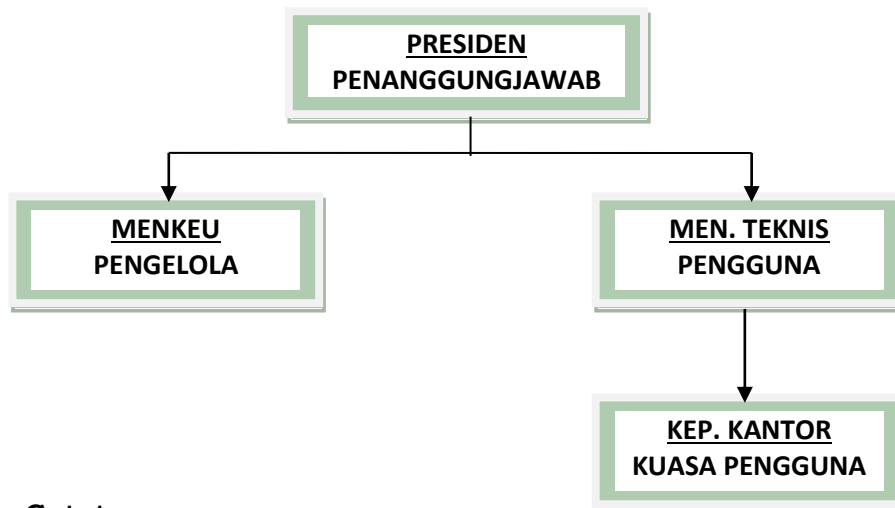 PRESIDEN
PENANGGUNGJAWAB
MENKEU
PENGELOLA
MEN. TEKNIS
PENGGUNA
KEP. KANTOR
KUASA PENGGUNA